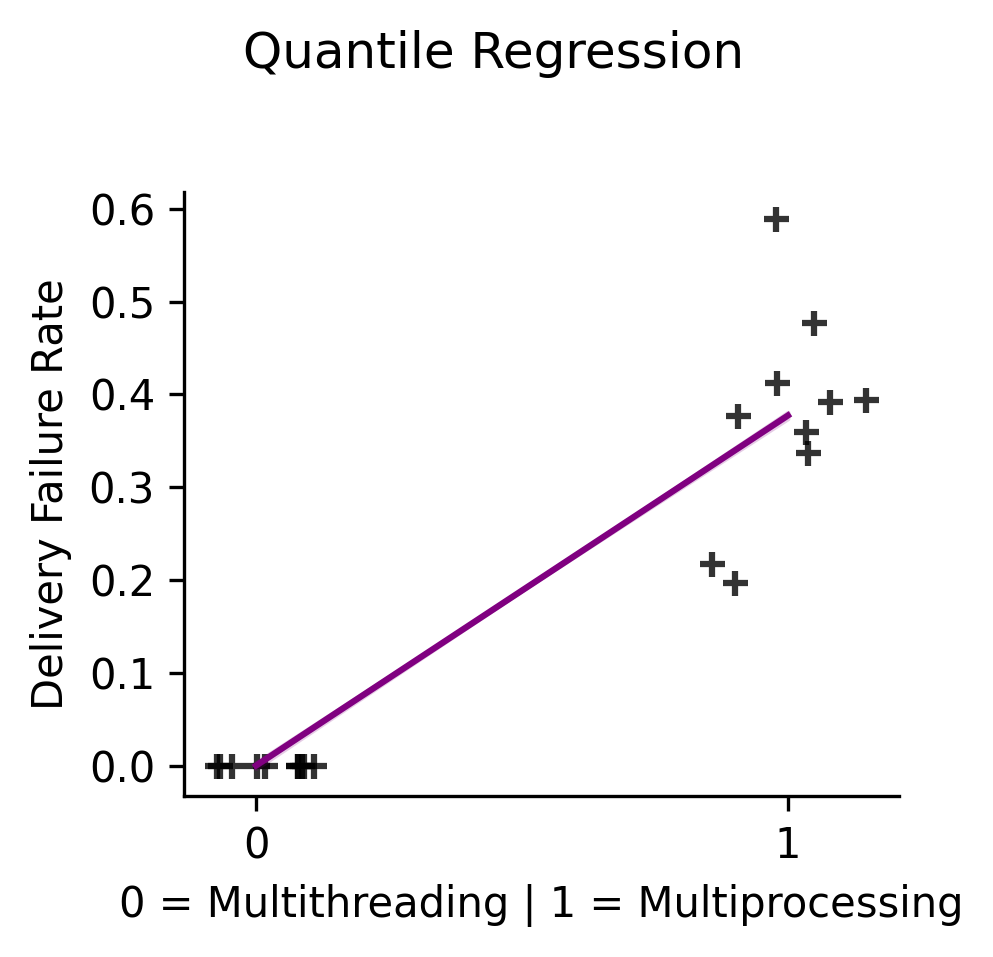 Quantile Regression
0.6
0.5
0.4
0.3
0.2
0.1
0.0
Delivery Failure Rate
0 1
0 = Multithreading | 1 = Multiprocessing